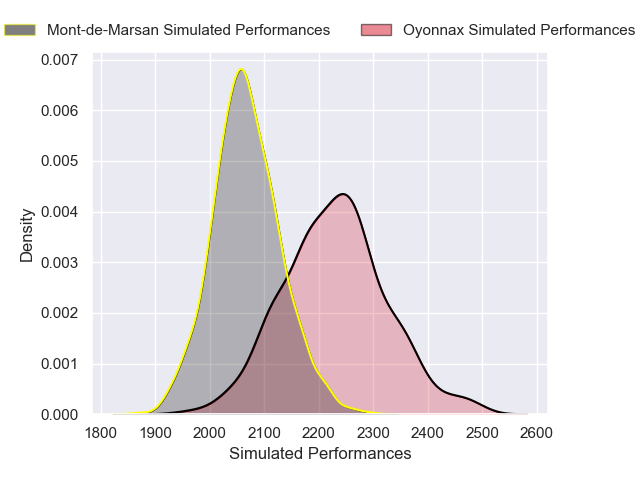 Mont-de-Marsan Simulated Performances
Oyonnax Simulated Performances
0.007
0.006
0.005
0.004
0.003
0.002
0.001
0.000
Density
1800 1900 2000 2100 2200 2300 2400 2500 2600
Simulated Performances